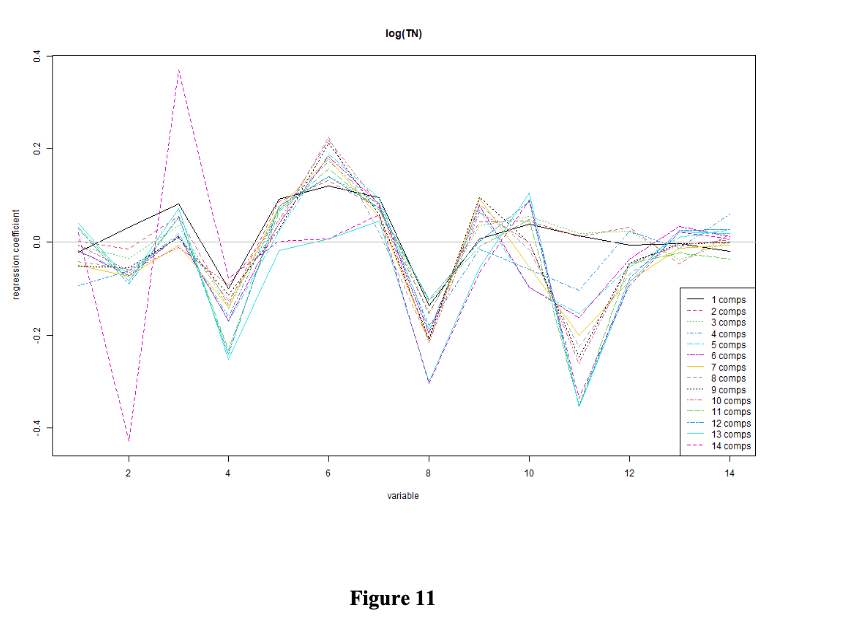 log(TN)
0.4
0.2
0.0
-0.2
-0.4
regression coefficient
2
4
6
8
10
12
14
variable
1 comps
2 comps
3 comps
4 comps
5 comps
6 comps
7 comps
8 comps
9 comps
10 comps
11 comps
12 comps
13 comps
14 comps
Figure 11